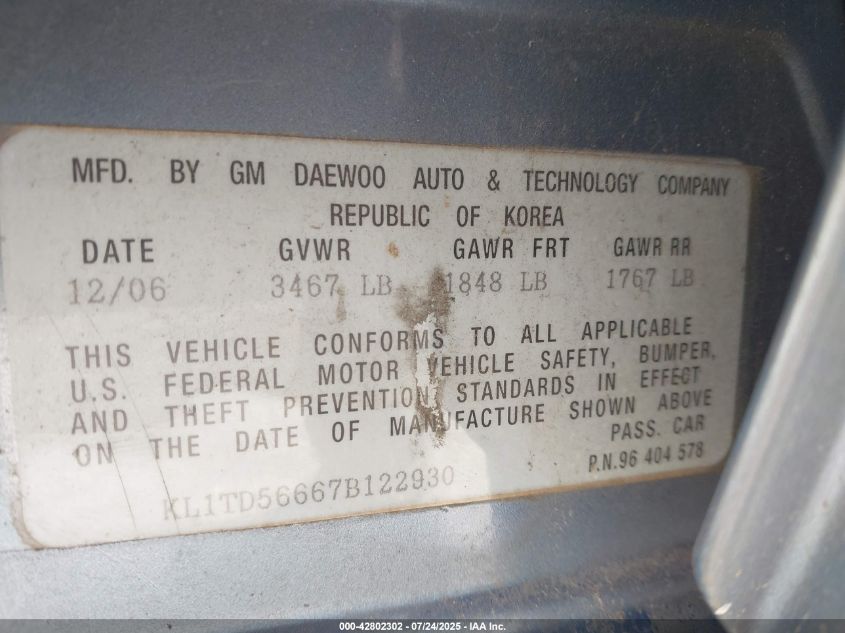 MFD. BY GM DAEWOO AUTO & TECHNOLOGY COMPANY
REPUBLIC OF KOREA
DATE GVWR GAWR FRT GAWR RR
12/06 3467 LB 1848 LB 1767 LB
THIS VEHICLE CONFORMS TO ALL APPLICABLE
U.S. FEDERAL MOTOR VEHICLE SAFETY, BUMPER,
AND THEFT PREVENTION STANDARDS IN EFFECT
ON THE DATE OF MANUFACTURE SHOWN ABOVE
PASS. CAR
KL1TD56667B122930
P.N.96 404 578
000-42802302 - 07/24/2025 - IAA Inc.